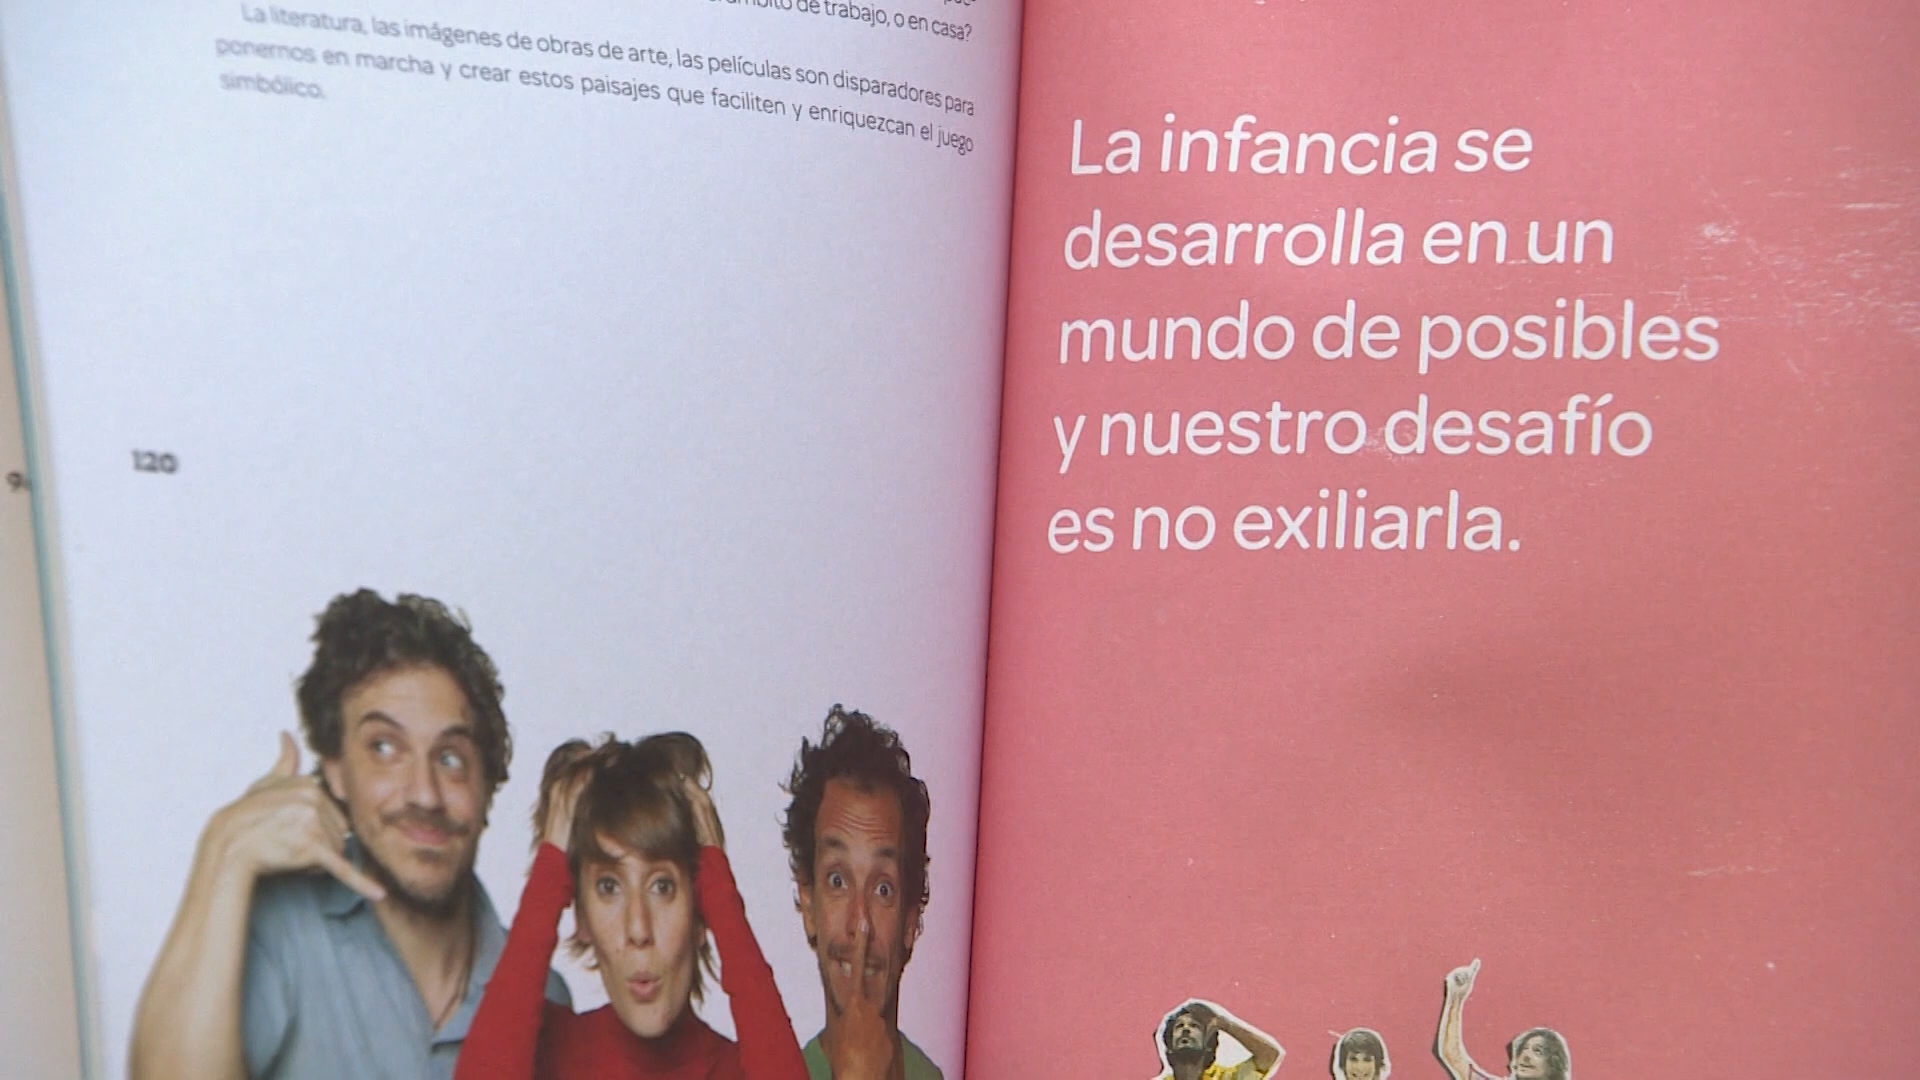 de trabajo, o en casa?
La literatura, las imágenes de obras de arte, las películas son disparadores para
ponernos en marcha y crear estos paisajes que faciliten y enriquezcan el juego
simbólico.
120
La infancia se
desarrolla en un
mundo de posibles
y nuestro desafío
es no exiliarla.